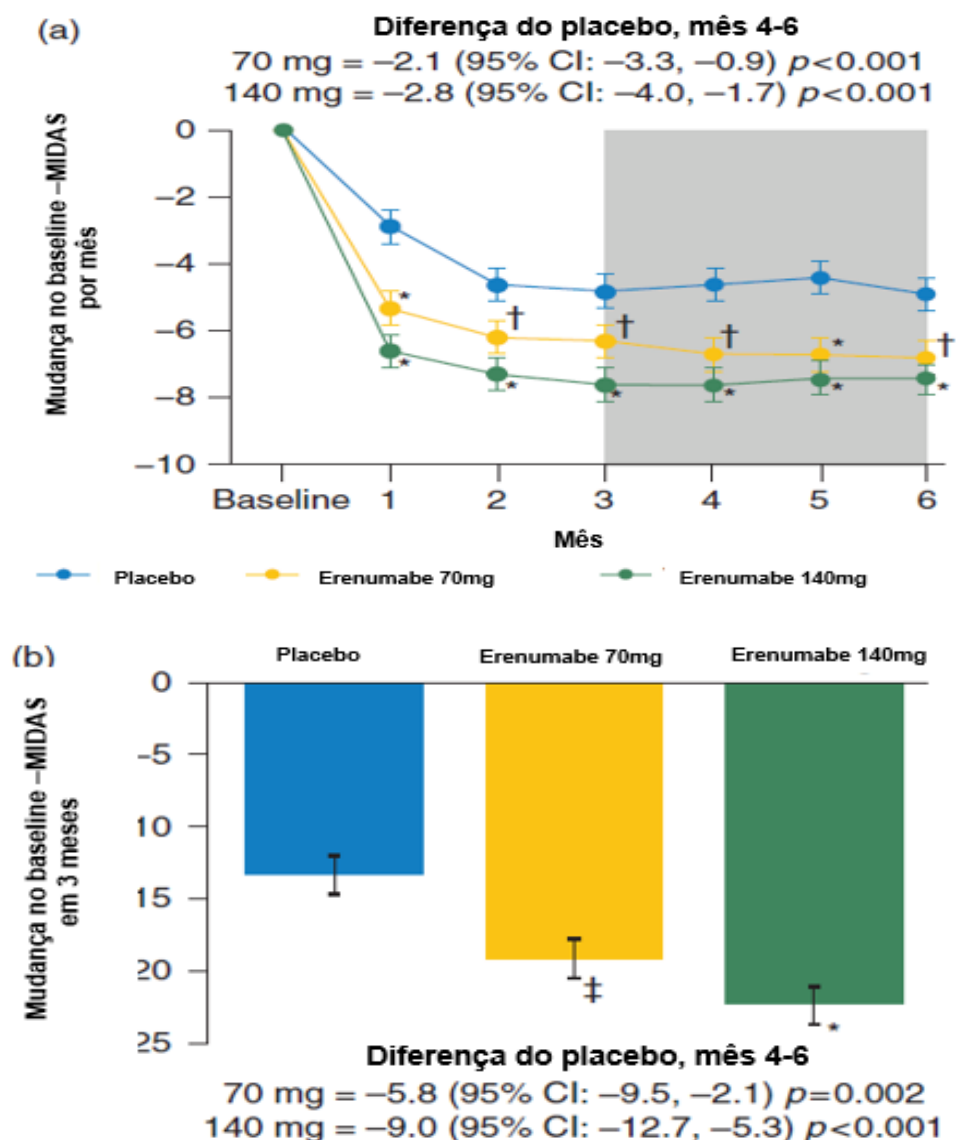 (a)
Diferença do placebo, mês 4-6
70 mg = –2.1 (95% CI: –3.3, –0.9) p<0.001
140 mg = –2.8 (95% CI: –4.0, –1.7) p<0.001
Mudança no baseline –MIDAS
por mês
0
–2
–4
–6
–8
–10
*
*
†
*
†
*
†
*
*
*
†
*
Baseline 1 2 3 4 5 6
Mês
Placebo Erenumabe 70mg Erenumabe 140mg
(b)
Placebo Erenumabe 70mg Erenumabe 140mg
Mudança no baseline –MIDAS
em 3 meses
0
–5
10
15
20
25
‡
*
Diferença do placebo, mês 4-6
70 mg = –5.8 (95% CI: –9.5, –2.1) p=0.002
140 mg = –9.0 (95% CI: –12.7, –5.3) p<0.001